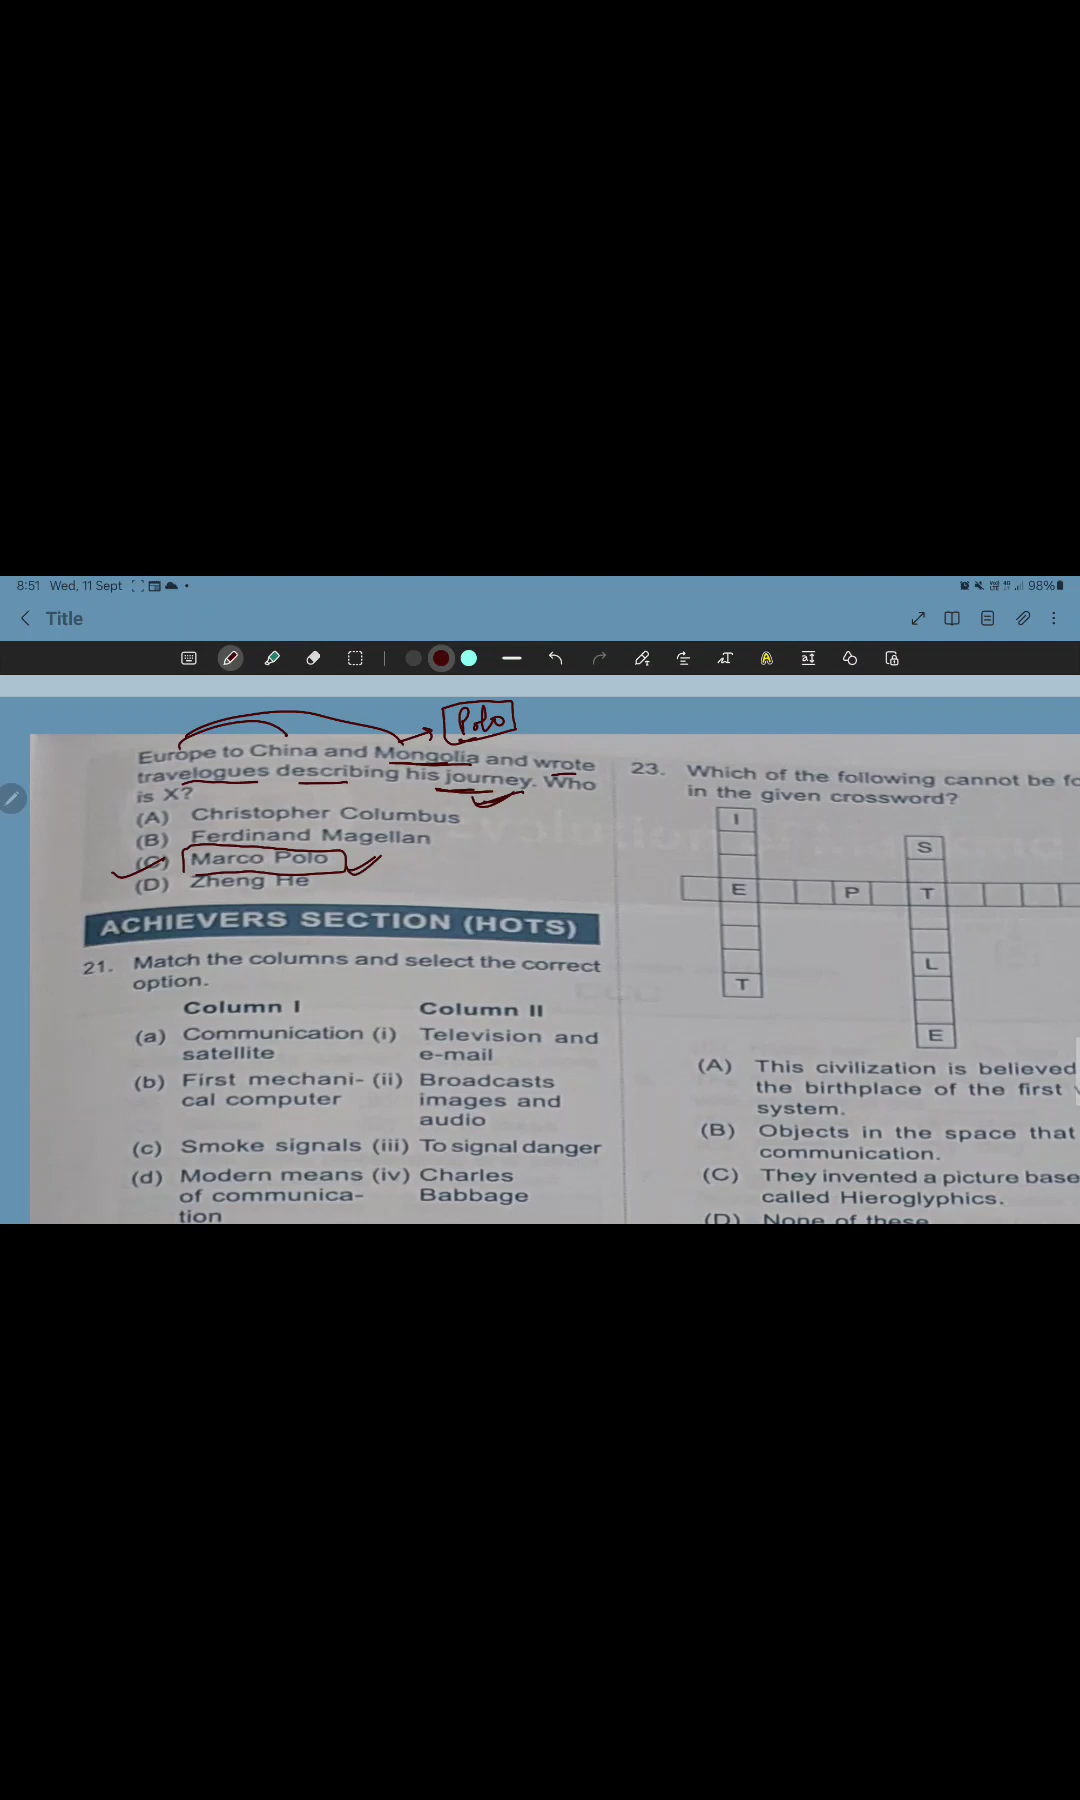 8:51 Wed, 11 Sept
98%
Title
Polo
Europe to China and Mongolia and wrote
travelogues describing his journey. Who
is X?
(A) Christopher Columbus
(B) Ferdinand Magellan
(C) Marco Polo
(D) Zheng He
ACHIEVERS SECTION (HOTS)
21. Match the columns and select the correct
option.
Column I Column II
(a) Communication (i) Television and
satellite e-mail
(b) First mechani- (ii) Broadcasts
cal computer images and
audio
(c) Smoke signals (iii) To signal danger
(d) Modern means (iv) Charles
of communica- Babbage
tion
23. Which of the following cannot be fo
in the given crossword?
I
S
E P T
L
T
E
(A) This civilization is believed
the birthplace of the first
system.
(B) Objects in the space that
communication.
(C) They invented a picture base
called Hieroglyphics.
(D) None of these